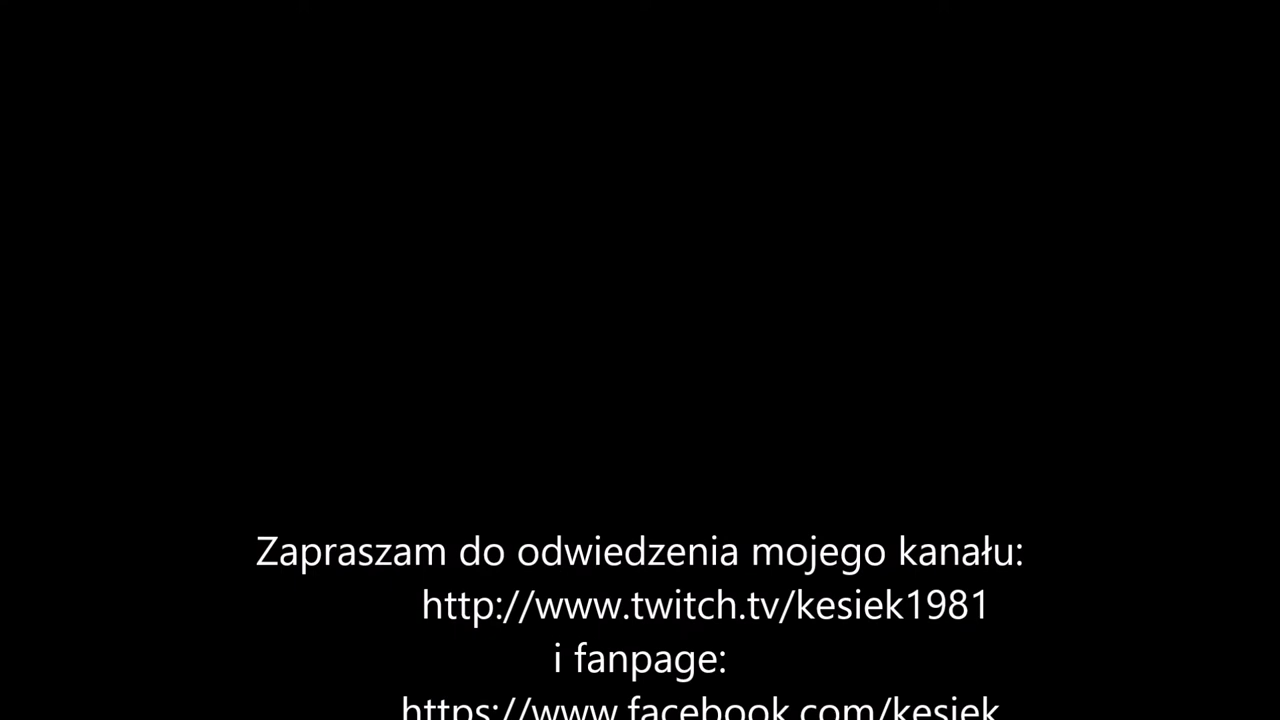 Zapraszam do odwiedzenia mojego kanału:
http://www.twitch.tv/kesiek1981
i fanpage:
https://www.facebook.com/kesiek